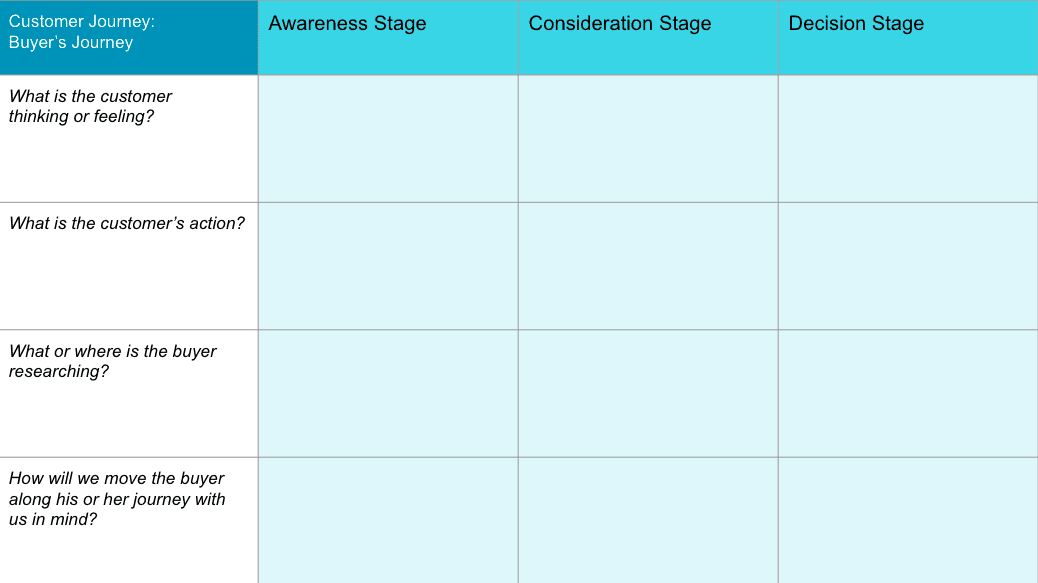 Customer Journey:
Buyer’s Journey
Awareness Stage
Consideration Stage
Decision Stage
What is the customer
thinking or feeling?
What is the customer’s action?
What or where is the buyer
researching?
How will we move the buyer
along his or her journey with
us in mind?